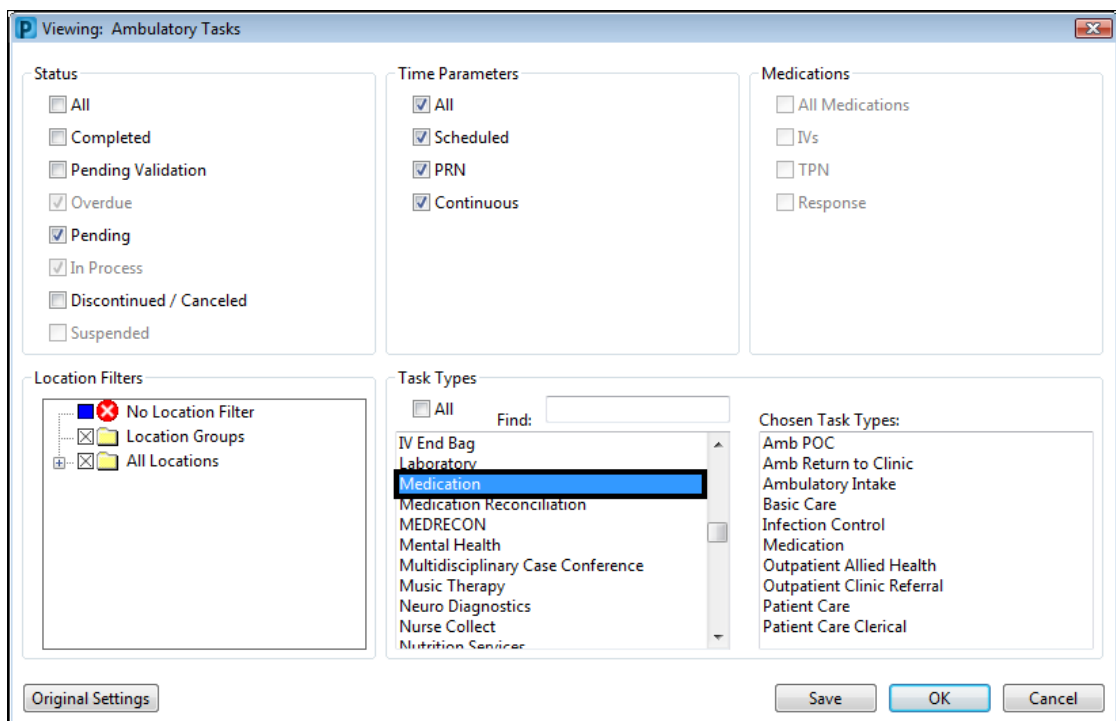 P Viewing: Ambulatory Tasks
Status
All
Completed
Pending Validation
Overdue
Pending
In Process
Discontinued / Canceled
Suspended
Time Parameters
All
Scheduled
PRN
Continuous
Medications
All Medications
IVs
TPN
Response
Location Filters
No Location Filter
Location Groups
All Locations
Task Types
All
Find:
IV End Bag
Laboratory
Medication
Medication Reconciliation
MEDRECON
Mental Health
Multidisciplinary Case Conference
Music Therapy
Neuro Diagnostics
Nurse Collect
Nutrition Services
Chosen Task Types:
Amb POC
Amb Return to Clinic
Ambulatory Intake
Basic Care
Infection Control
Medication
Outpatient Allied Health
Outpatient Clinic Referral
Patient Care
Patient Care Clerical
Original Settings
Save
OK
Cancel